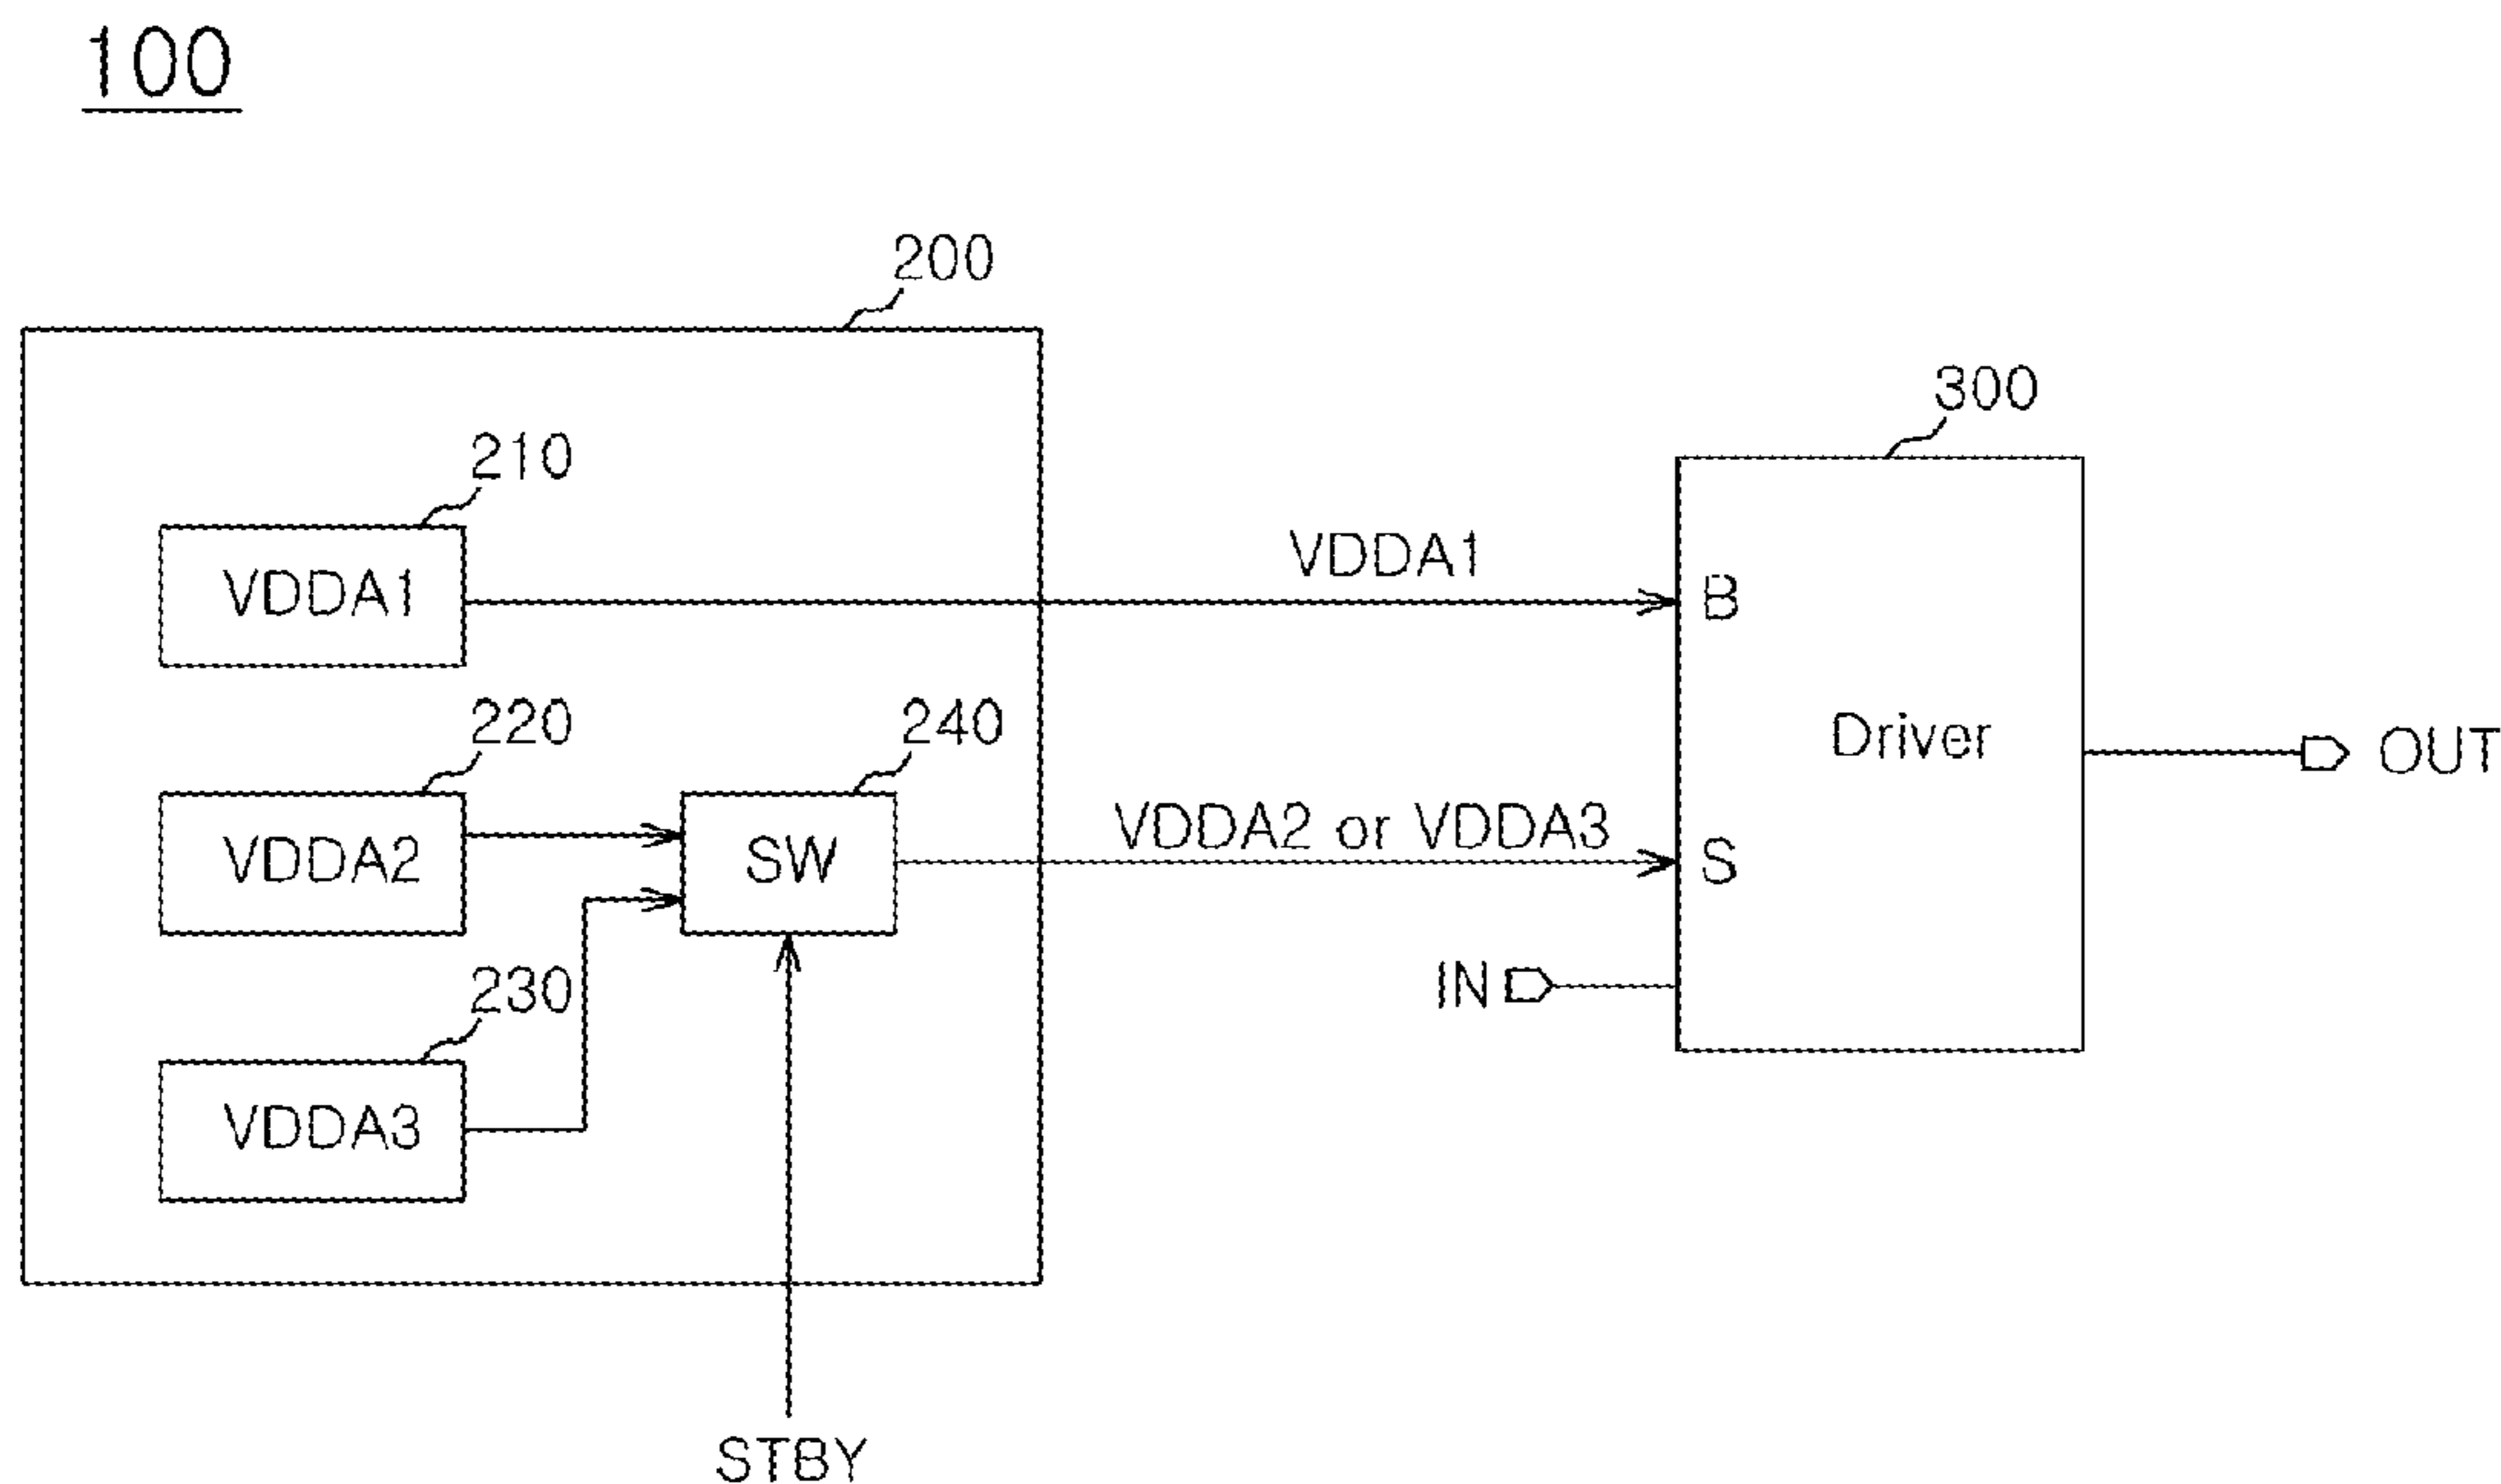 100
200
300
210
VDDA1
VDDA1
B
220
240
Driver
OUT
VDDA2
SW
VDDA2 or VDDA3
S
230
IN
VDDA3
STBY